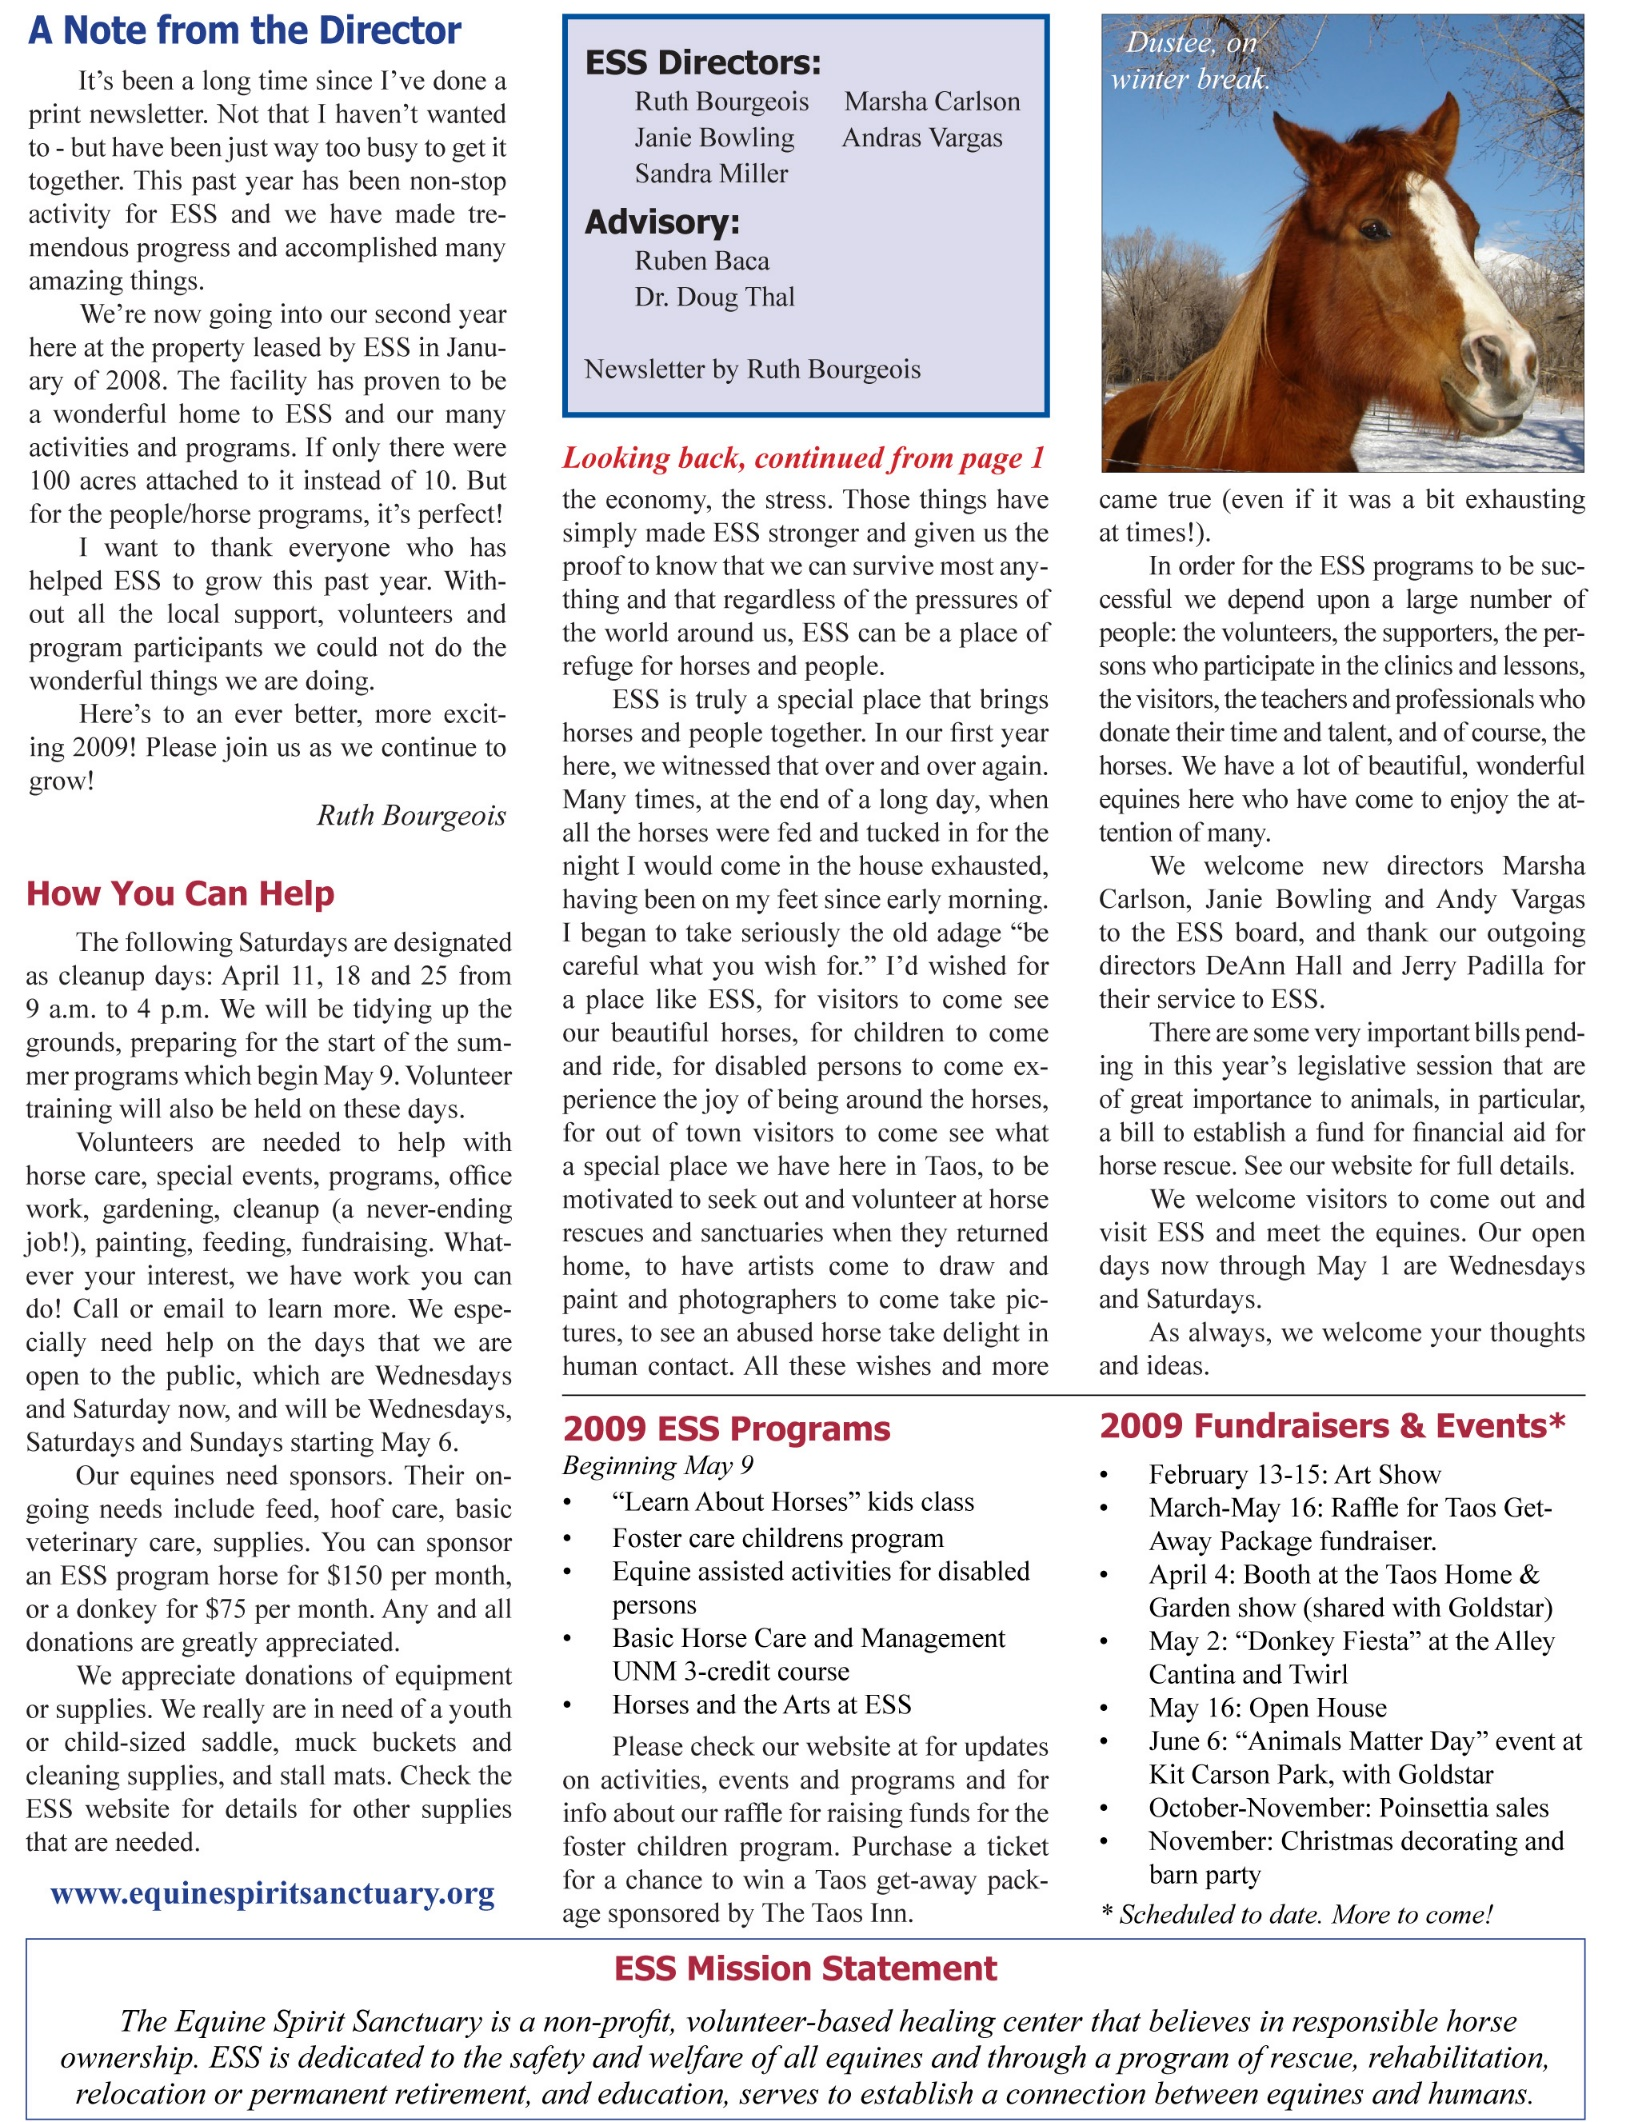 A Note from the Director
It's been a long time since I've done a
print newsletter. Not that I haven't wanted
to - but have been just way too busy to get it
together. This past year has been non-stop
activity for ESS and we have made tre-
mendous progress and accomplished many
amazing things.
We're now going into our second year
here at the property leased by ESS in Janu-
ary of 2008. The facility has proven to be
a wonderful home to ESS and our many
activities and programs. If only there were
100 acres attached to it instead of 10. But
for the people/horse programs, it's perfect!
I want to thank everyone who has
helped ESS to grow this past year. With-
out all the local support, volunteers and
program participants we could not do the
wonderful things we are doing.
Here's to an ever better, more excit-
ing 2009! Please join us as we continue to
grow!
Ruth Bourgeois
How You Can Help
The following Saturdays are designated
as cleanup days: April 11, 18 and 25 from
9 a.m. to 4 p.m. We will be tidying up the
grounds, preparing for the start of the sum-
mer programs which begin May 9. Volunteer
training will also be held on these days.
Volunteers are needed to help with
horse care, special events, programs, office
work, gardening, cleanup (a never-ending
job!), painting, feeding, fundraising. What-
ever your interest, we have work you can
do! Call or email to learn more. We espe-
cially need help on the days that we are
open to the public, which are Wednesdays
and Saturday now, and will be Wednesdays,
Saturdays and Sundays starting May 6.
Our equines need sponsors. Their on-
going needs include feed, hoof care, basic
veterinary care, supplies. You can sponsor
an ESS program horse for $150 per month,
or a donkey for $75 per month. Any and all
donations are greatly appreciated.
We appreciate donations of equipment
or supplies. We really are in need of a youth
or child-sized saddle, muck buckets and
cleaning supplies, and stall mats. Check the
ESS website for details for other supplies
that are needed.
www.equinespiritsanctuary.org
ESS Directors:
Ruth Bourgeois Marsha Carlson
Janie Bowling Andras Vargas
Sandra Miller
Advisory:
Ruben Baca
Dr. Doug Thal
Newsletter by Ruth Bourgeois
Looking back, continued from page 1
the economy, the stress. Those things have
simply made ESS stronger and given us the
proof to know that we can survive most any-
thing and that regardless of the pressures of
the world around us, ESS can be a place of
refuge for horses and people.
ESS is truly a special place that brings
horses and people together. In our first year
here, we witnessed that over and over again.
Many times, at the end of a long day, when
all the horses were fed and tucked in for the
night I would come in the house exhausted,
having been on my feet since early morning.
I began to take seriously the old adage “be
careful what you wish for.” I'd wished for
a place like ESS, for visitors to come see
our beautiful horses, for children to come
and ride, for disabled persons to come ex-
perience the joy of being around the horses,
for out of town visitors to come see what
a special place we have here in Taos, to be
motivated to seek out and volunteer at horse
rescues and sanctuaries when they returned
home, to have artists come to draw and
paint and photographers to come take pic-
tures, to see an abused horse take delight in
human contact. All these wishes and more
Dustee, on
winter break.
came true (even if it was a bit exhausting
at times!).
In order for the ESS programs to be suc-
cessful we depend upon a large number of
people: the volunteers, the supporters, the per-
sons who participate in the clinics and lessons,
the visitors, the teachers and professionals who
donate their time and talent, and of course, the
horses. We have a lot of beautiful, wonderful
equines here who have come to enjoy the at-
tention of many.
We welcome new directors Marsha
Carlson, Janie Bowling and Andy Vargas
to the ESS board, and thank our outgoing
directors DeAnn Hall and Jerry Padilla for
their service to ESS.
There are some very important bills pend-
ing in this year's legislative session that are
of great importance to animals, in particular,
a bill to establish a fund for financial aid for
horse rescue. See our website for full details.
We welcome visitors to come out and
visit ESS and meet the equines. Our open
days now through May 1 are Wednesdays
and Saturdays.
As always, we welcome your thoughts
and ideas.
2009 ESS Programs
Beginning May 9
• “Learn About Horses” kids class
• Foster care childrens program
• Equine assisted activities for disabled
persons
• Basic Horse Care and Management
UNM 3-credit course
• Horses and the Arts at ESS
Please check our website at for updates
on activities, events and programs and for
info about our raffle for raising funds for the
foster children program. Purchase a ticket
for a chance to win a Taos get-away pack-
age sponsored by The Taos Inn.
2009 Fundraisers & Events*
• February 13-15: Art Show
• March-May 16: Raffle for Taos Get-
Away Package fundraiser.
• April 4: Booth at the Taos Home &
Garden show (shared with Goldstar)
• May 2: “Donkey Fiesta” at the Alley
Cantina and Twirl
• May 16: Open House
• June 6: “Animals Matter Day” event at
Kit Carson Park, with Goldstar
• October-November: Poinsettia sales
• November: Christmas decorating and
barn party
* Scheduled to date. More to come!
ESS Mission Statement
The Equine Spirit Sanctuary is a non-profit, volunteer-based healing center that believes in responsible horse
ownership. ESS is dedicated to the safety and welfare of all equines and through a program of rescue, rehabilitation,
relocation or permanent retirement, and education, serves to establish a connection between equines and humans.